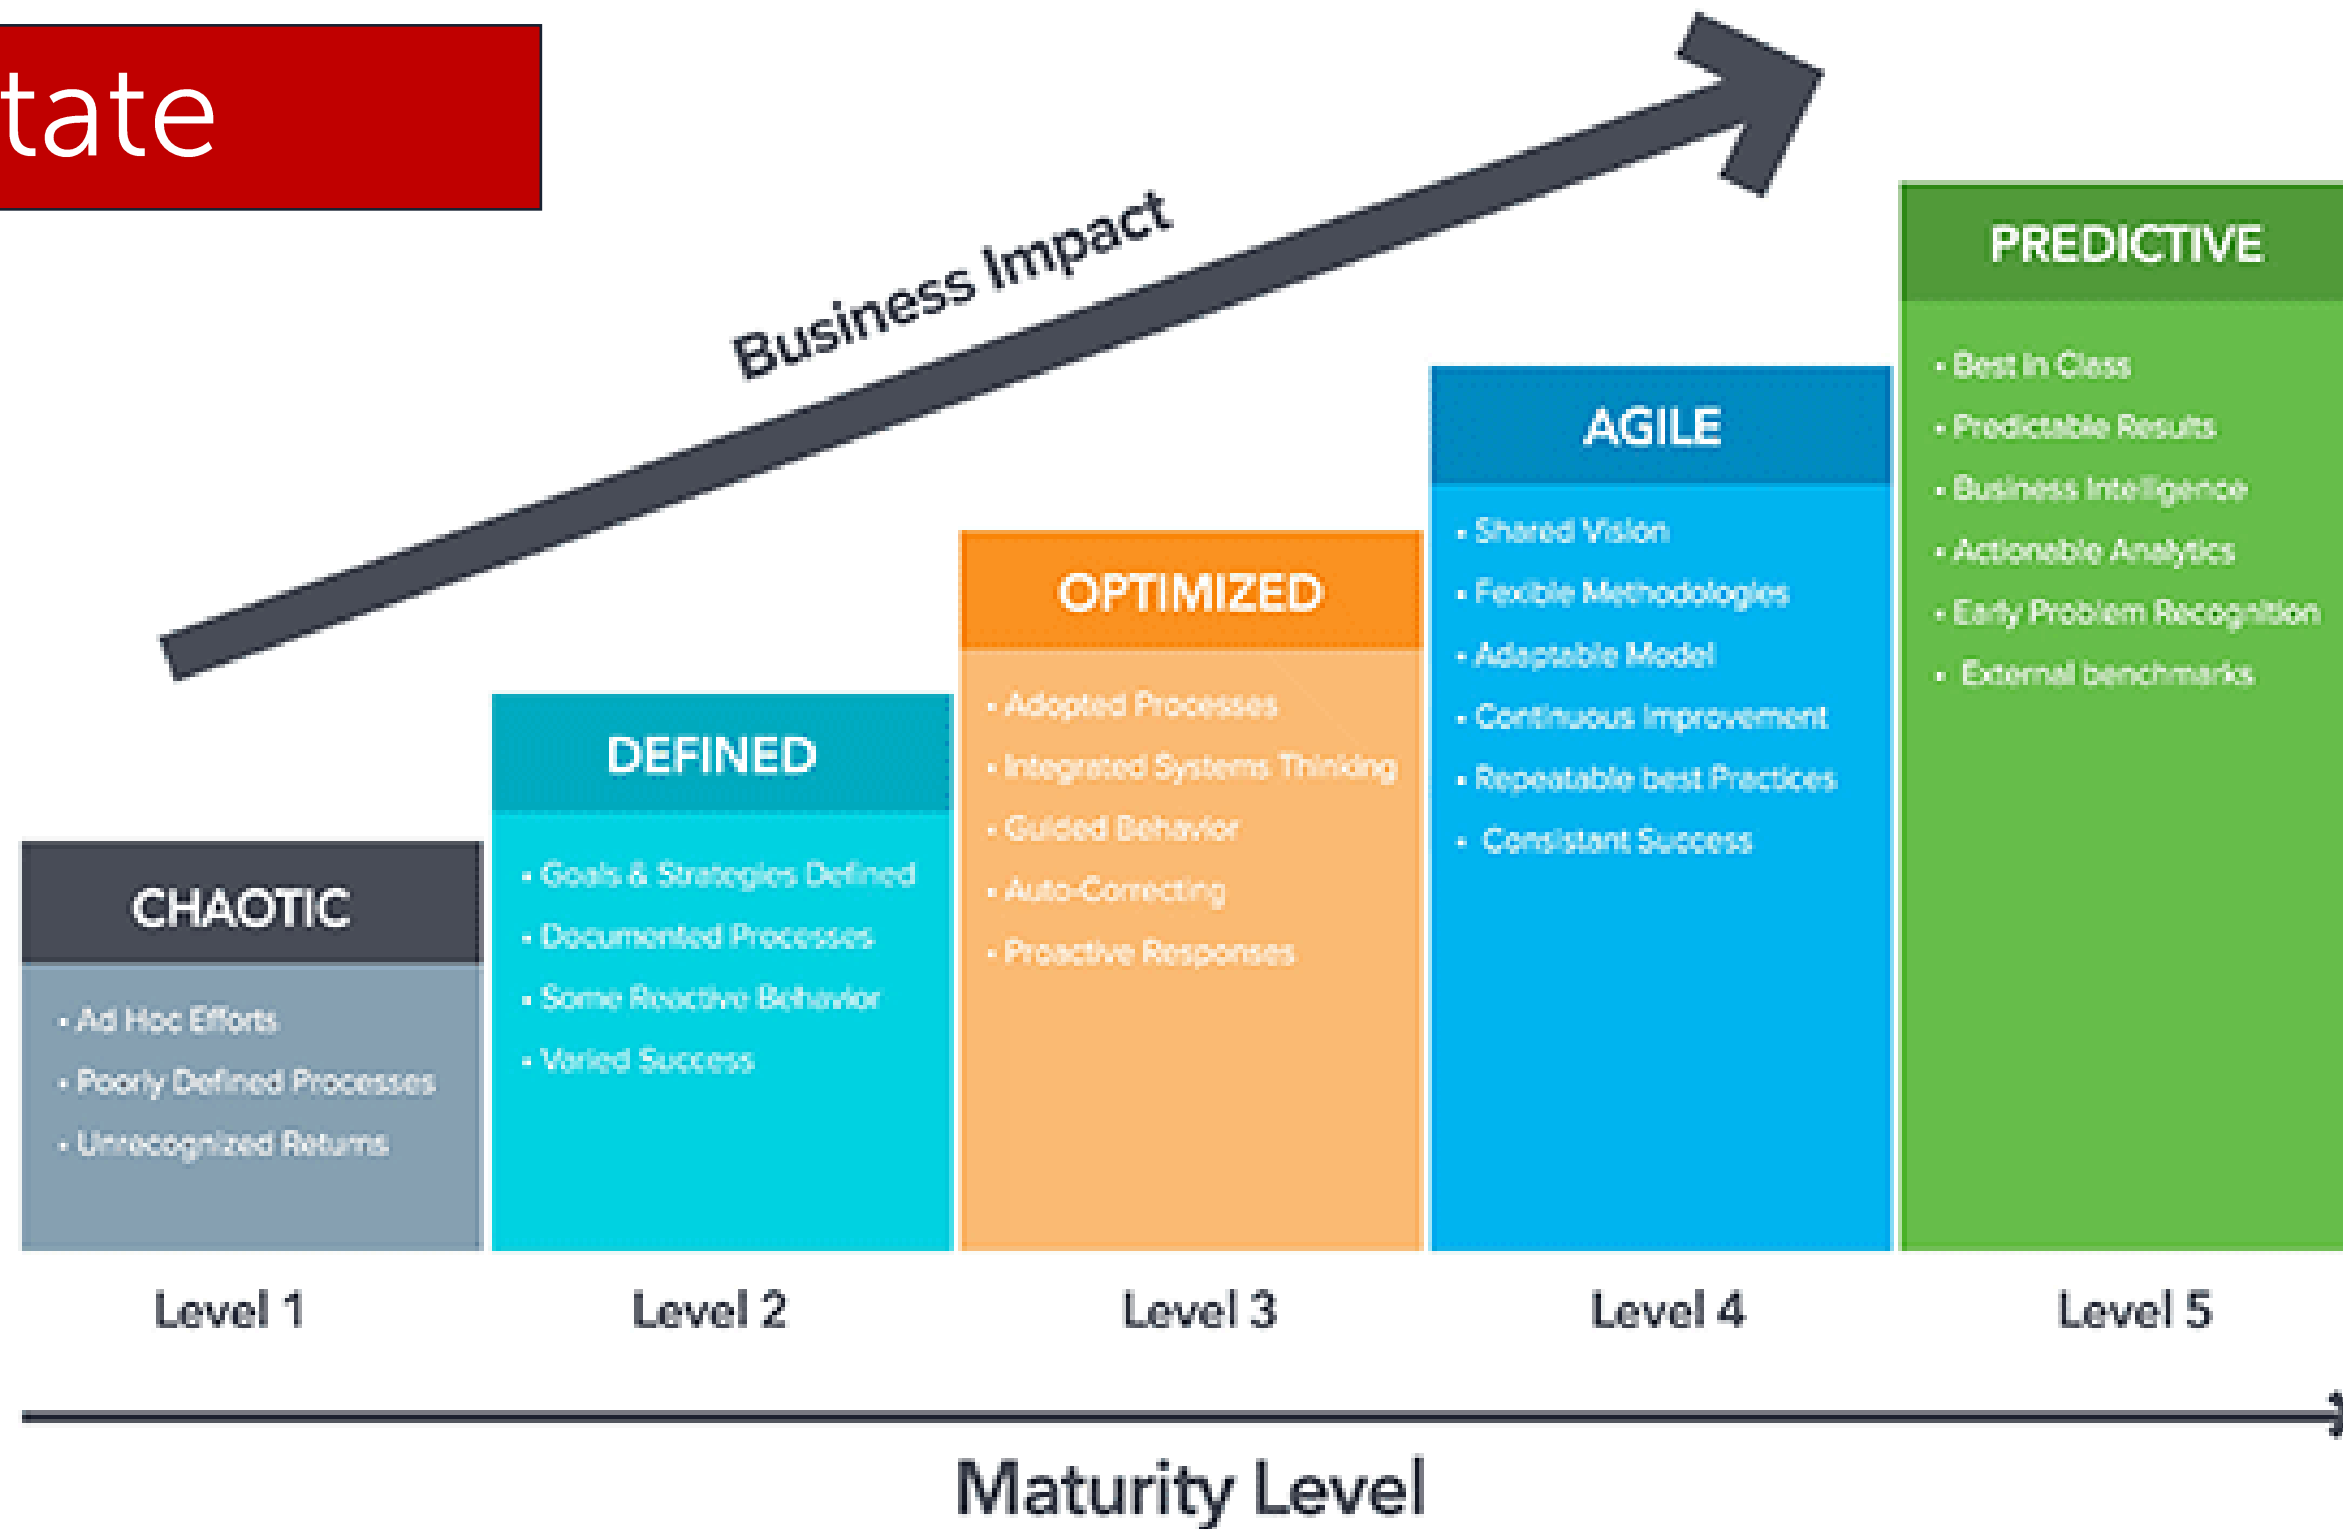 tate
Business Impact
CHAOTIC
• Ad Hoc Efforts
• Poorly Defined Processes
• Unrecognized Returns
DEFINED
• Goals & Strategies Defined
• Documented Processes
• Some Reactive Behavior
• Varied Success
OPTIMIZED
• Adopted Processes
• Integrated Systems Thinking
• Guided Behavior
• Auto-Correcting
• Proactive Responses
AGILE
• Shared Vision
• Fexible Methodologies
• Adaptable Model
• Continuous Improvement
• Repeatable best Practices
• Consistant Success
PREDICTIVE
• Best In Class
• Predictable Results
• Business Intelligence
• Actionable Analytics
• Early Problem Recognition
• External benchmarks
Level 1
Level 2
Level 3
Level 4
Level 5
Maturity Level